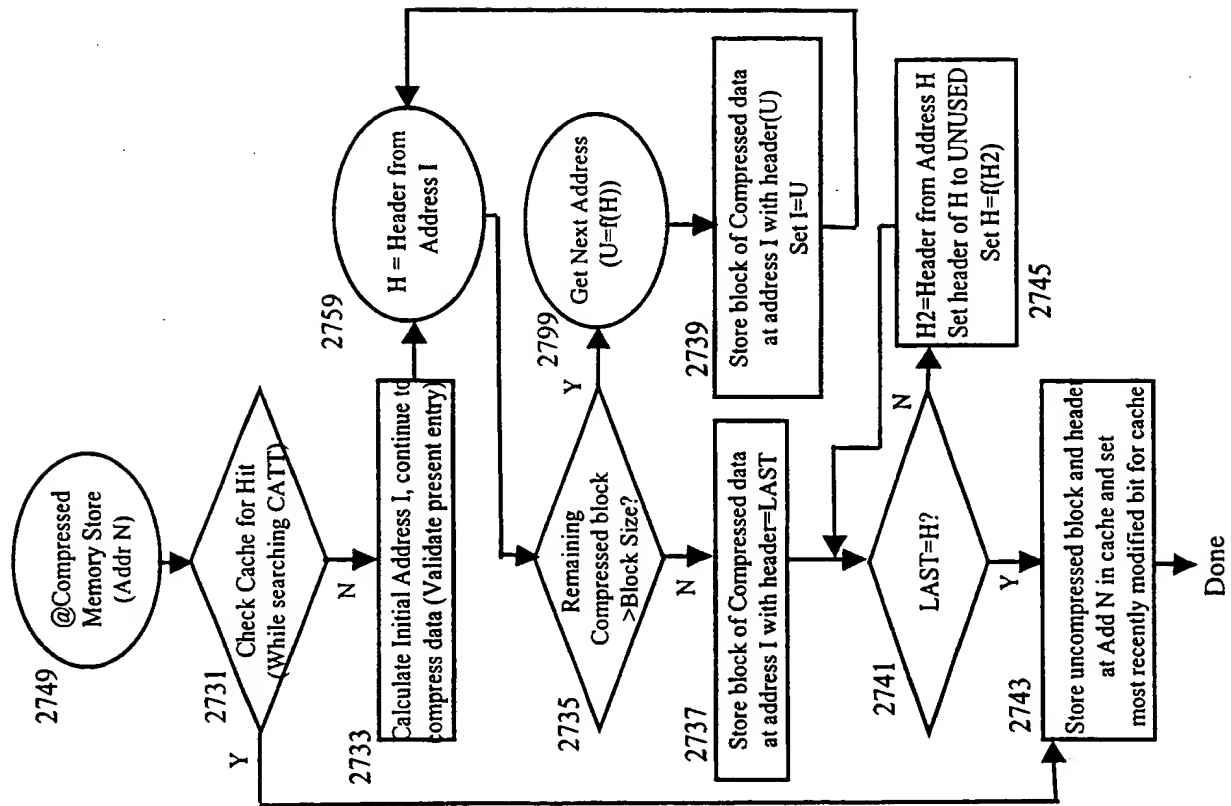 2749
@Compressed
Memory Store
(Addr N)
2731
Check Cache for Hit
(While searching CATT)
Y
N
2733
Calculate Initial Address I, continue to
compress data (Validate present entry)
2759
H = Header from
Address I
2735
Remaining
Compressed block
>Block Size?
Y
N
2799
Get Next Address
(U=f(H))
2739
Store block of Compressed data
at address I with header(U)
Set I=U
2737
Store block of Compressed data
at address I with header=LAST
2741
LAST=H?
N
Y
H2=Header from Address H
Set header of H to UNUSED
Set H=f(H2)
2745
2743
Store uncompressed block and header
at Add N in cache and set
most recently modified bit for cache
Done